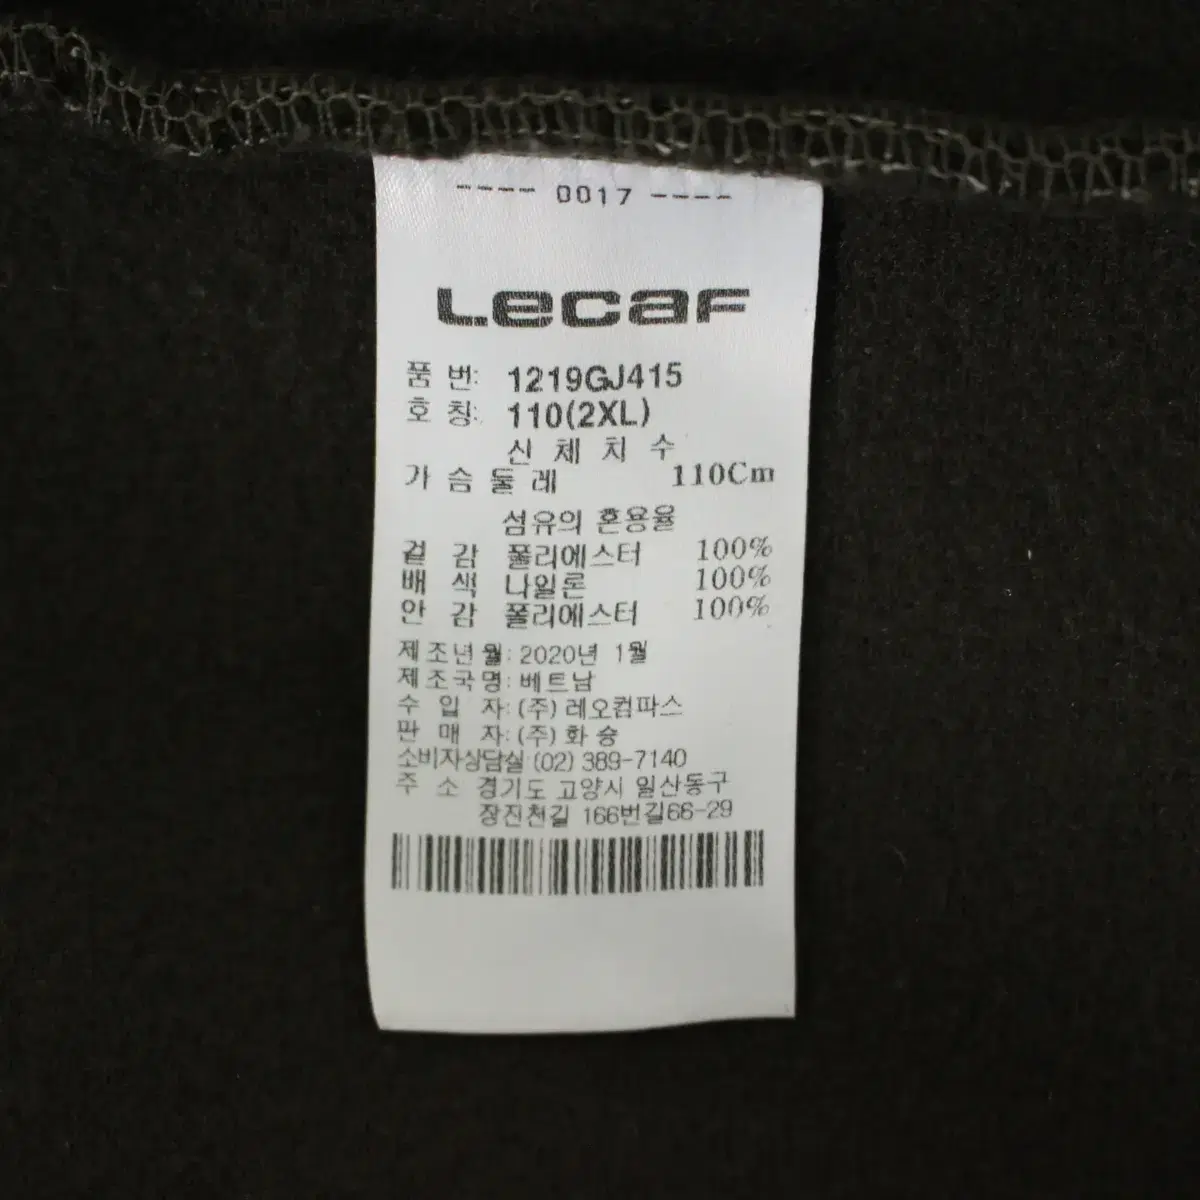 ---- 0017 ----
LecaF
품 번: 1219GJ415
호 칭: 110(2XL)
신 체 치 수
가 슴 둘 레 110Cm
섬유의 혼용율
겉 감 폴리에스터 100%
배 색 나일론 100%
안 감 폴리에스터 100%
제조년월: 2020년 1월
제조국명: 베트남
수 입 자: (주) 레오컴파스
판 매 자: (주) 화 승
소비자상담실: (02) 389-7140
주 소 경기도 고양시 일산동구
장진천길 166번길66-29